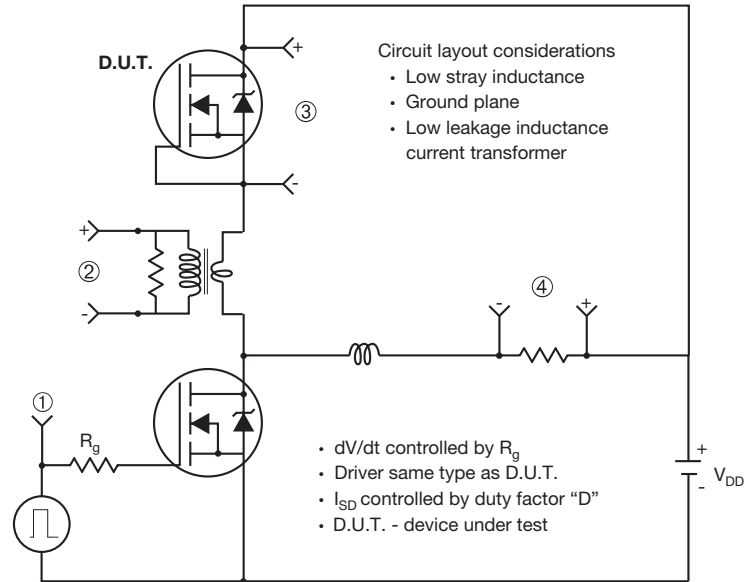 D.U.T.
+
③
-
Circuit layout considerations
• Low stray inductance
• Ground plane
• Low leakage inductance
current transformer
+
②
-
-
④
+
①
R_g
• dV/dt controlled by R_g
• Driver same type as D.U.T.
• I_SD controlled by duty factor “D”
• D.U.T. - device under test
+
-
V_DD